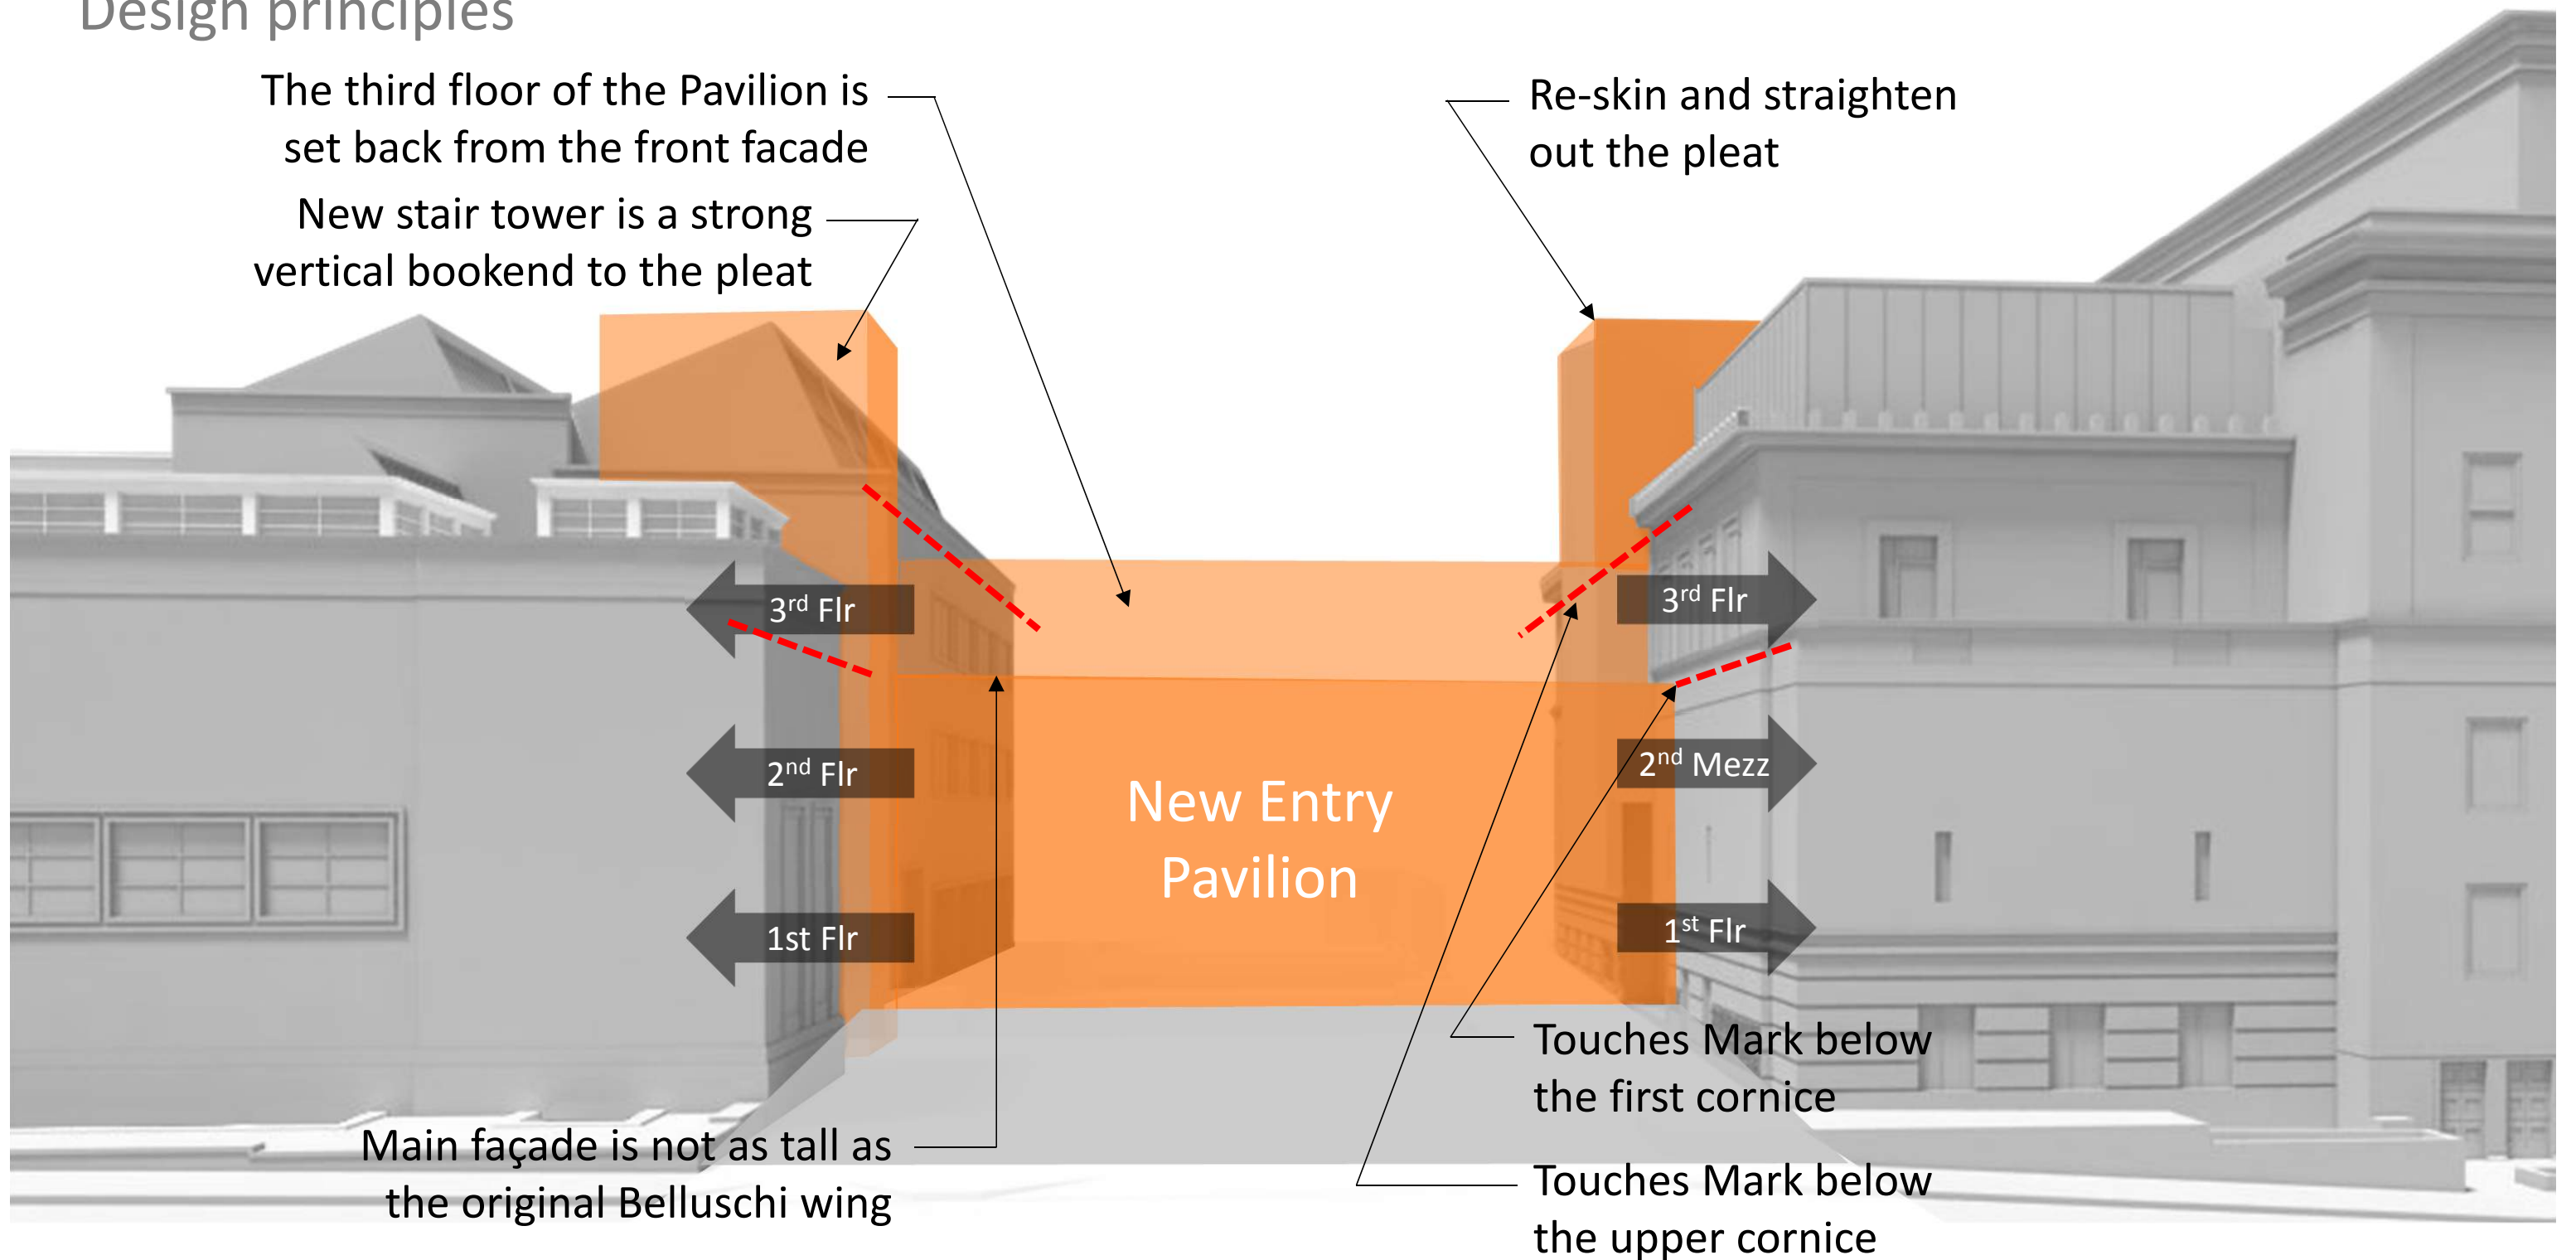 Design principles
The third floor of the Pavilion is
set back from the front facade
New stair tower is a strong
vertical bookend to the pleat
Re-skin and straighten
out the pleat
3rd Flr
2nd Flr
1st Flr
New Entry
Pavilion
3rd Flr
2nd Mezz
1st Flr
Main façade is not as tall as
the original Belluschi wing
Touches Mark below
the first cornice
Touches Mark below
the upper cornice